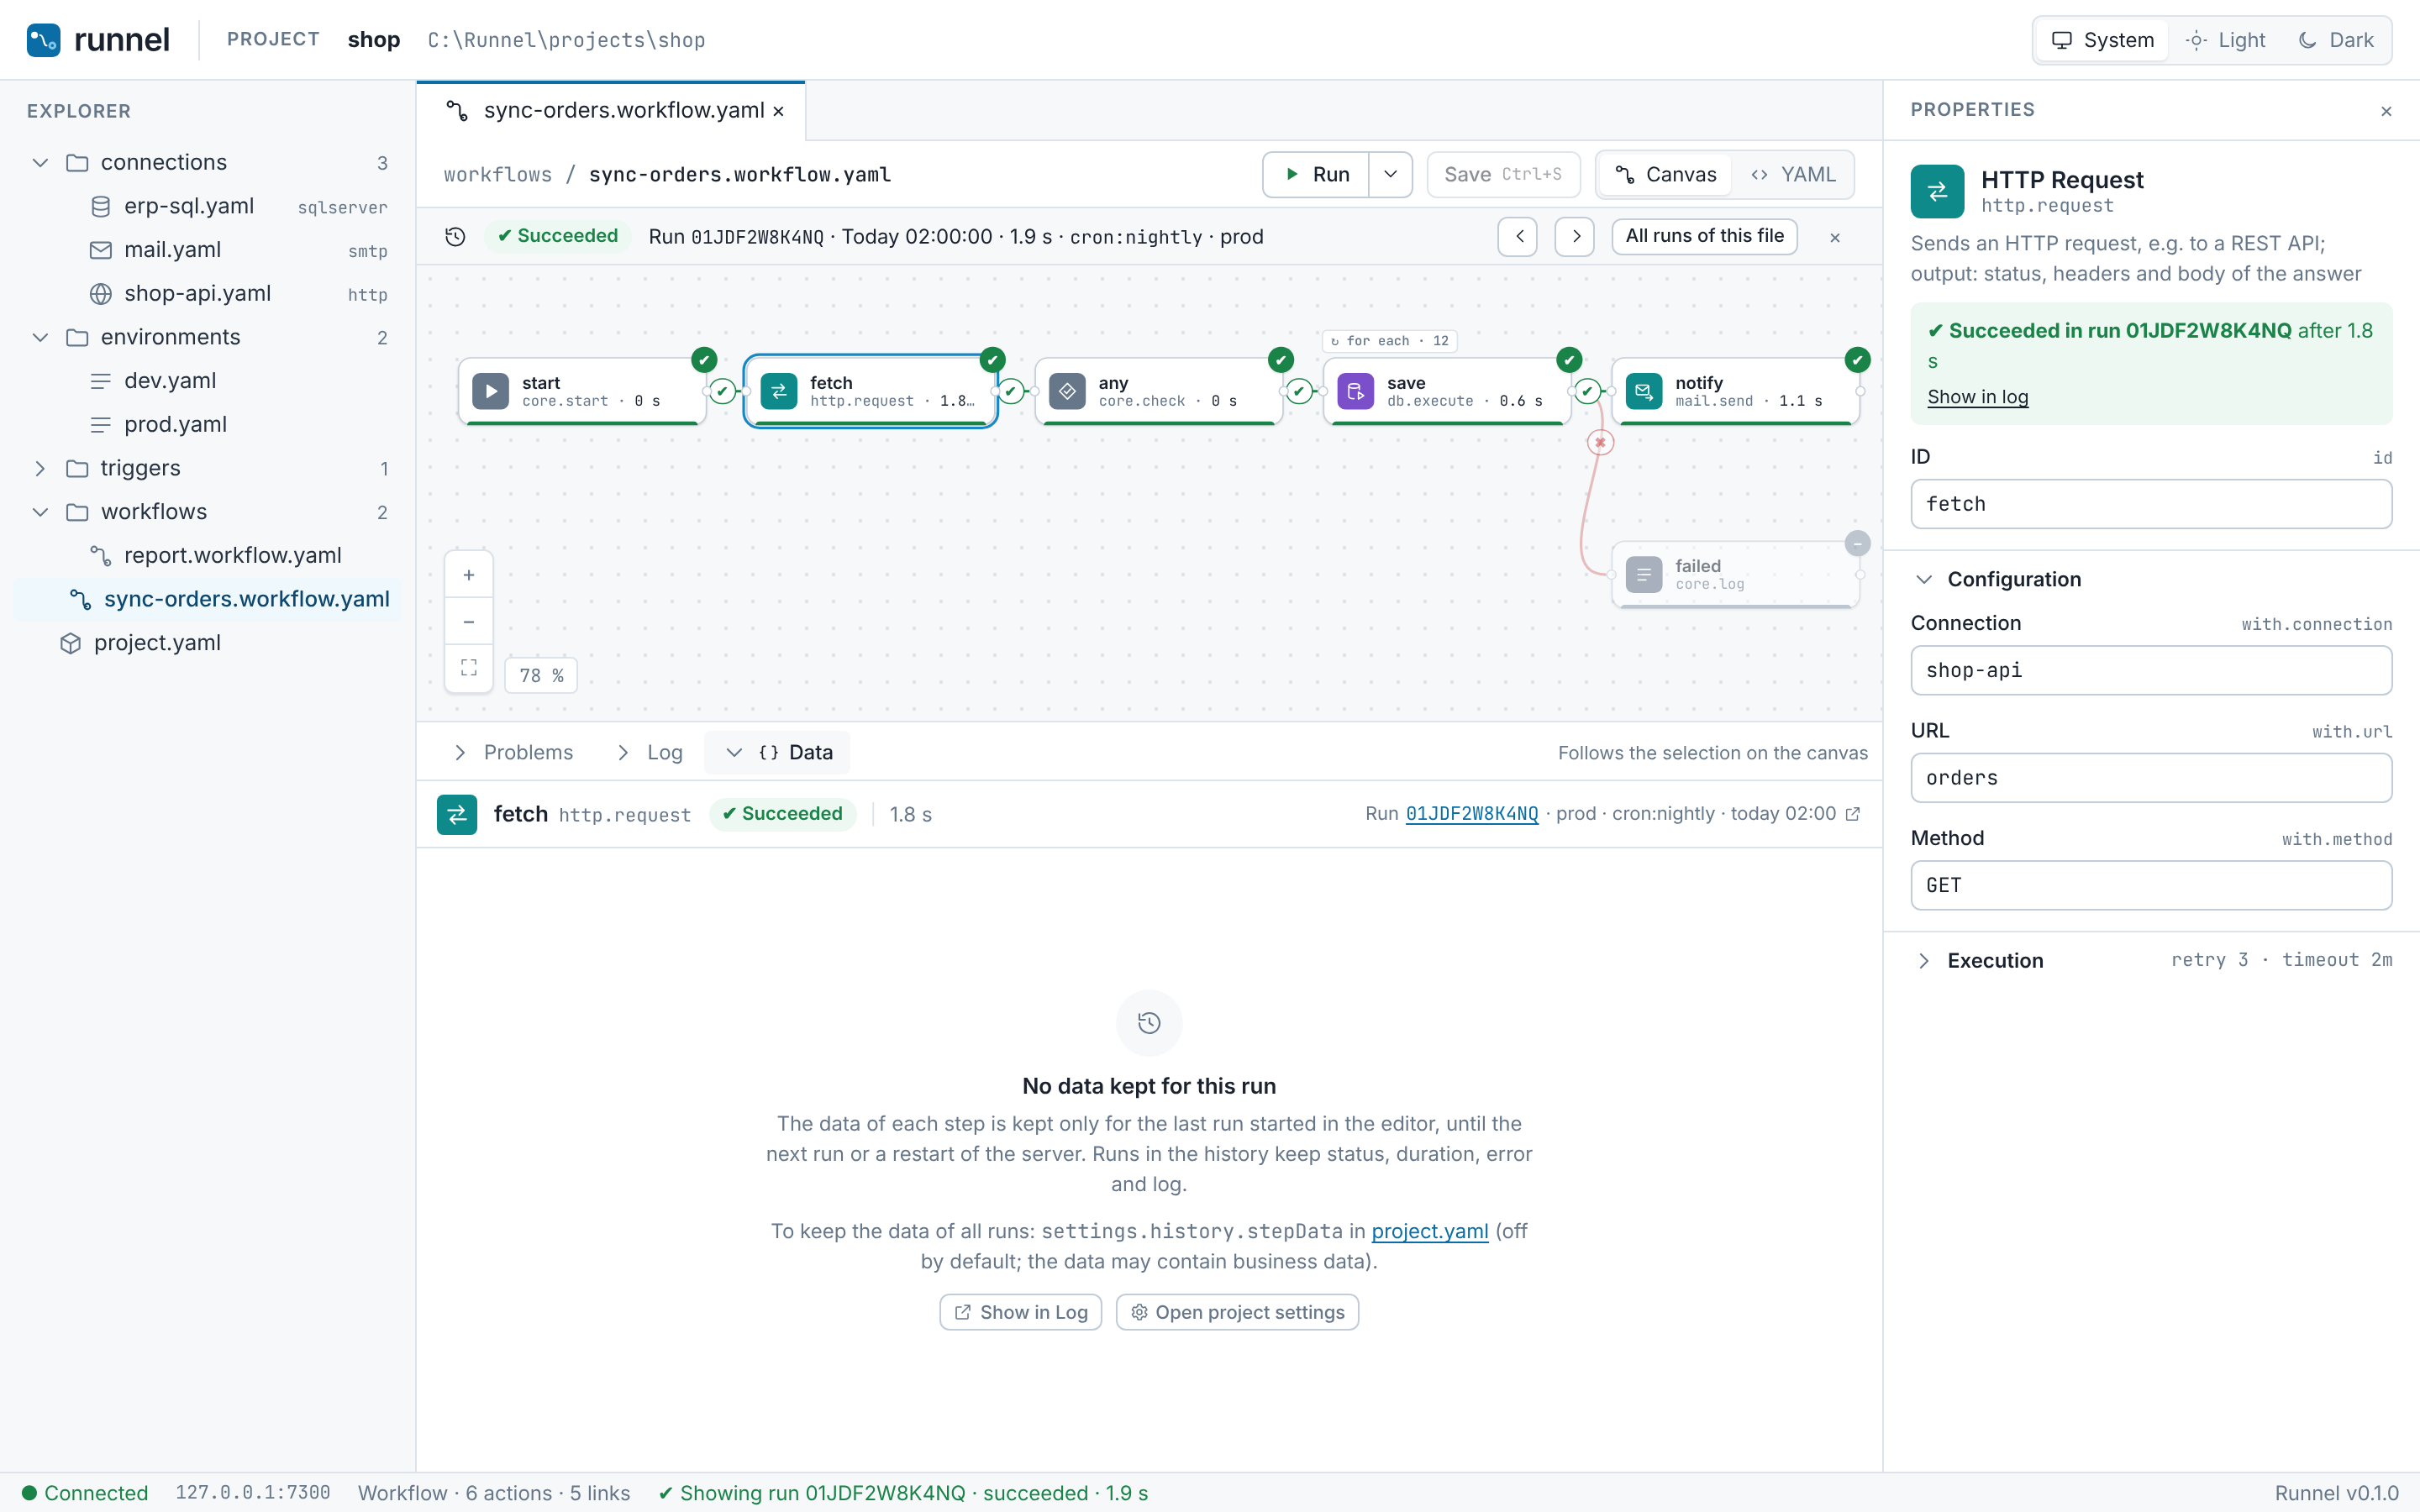 runnel
PROJECT shop C:\Runnel\projects\shop
System Light Dark
EXPLORER
connections 3
erp-sql.yaml sqlserver
mail.yaml smtp
shop-api.yaml http
environments 2
dev.yaml
prod.yaml
triggers 1
workflows 2
report.workflow.yaml
sync-orders.workflow.yaml
project.yaml
sync-orders.workflow.yaml ×
workflows / sync-orders.workflow.yaml
Run Save Ctrl+S Canvas YAML
✔ Succeeded Run 01JDF2W8K4NQ · Today 02:00:00 · 1.9 s · cron:nightly · prod
All runs of this file ×
↻ for each · 12
start
core.start · 0 s
fetch
http.request · 1.8…
any
core.check · 0 s
save
db.execute · 0.6 s
notify
mail.send · 1.1 s
failed
core.log
+
−
78 %
Problems Log {} Data
Follows the selection on the canvas
fetch http.request ✔ Succeeded 1.8 s
Run 01JDF2W8K4NQ · prod · cron:nightly · today 02:00
No data kept for this run
The data of each step is kept only for the last run started in the editor, until the
next run or a restart of the server. Runs in the history keep status, duration, error
and log.
To keep the data of all runs: settings.history.stepData in project.yaml (off
by default; the data may contain business data).
Show in Log Open project settings
PROPERTIES ×
HTTP Request
http.request
Sends an HTTP request, e.g. to a REST API;
output: status, headers and body of the answer
✔ Succeeded in run 01JDF2W8K4NQ after 1.8
s
Show in log
ID id
fetch
Configuration
Connection with.connection
shop-api
URL with.url
orders
Method with.method
GET
Execution retry 3 · timeout 2m
Connected 127.0.0.1:7300 Workflow · 6 actions · 5 links ✔ Showing run 01JDF2W8K4NQ · succeeded · 1.9 s
Runnel v0.1.0